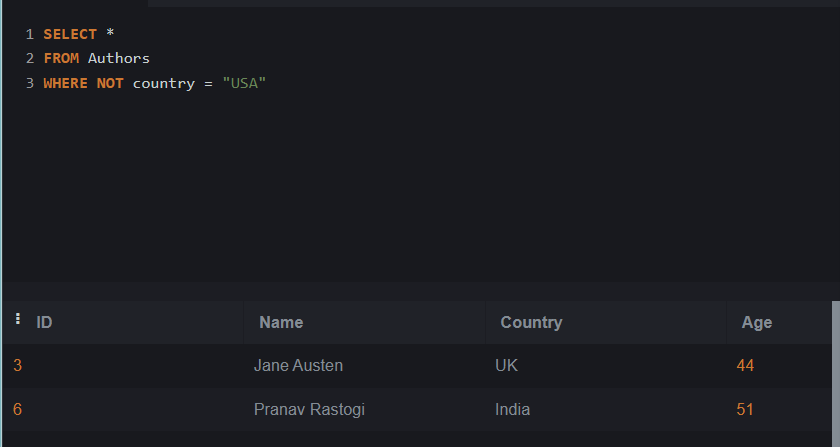 1 SELECT *
2 FROM Authors
3 WHERE NOT country = "USA"
ID Name Country Age
3 Jane Austen UK 44
6 Pranav Rastogi India 51